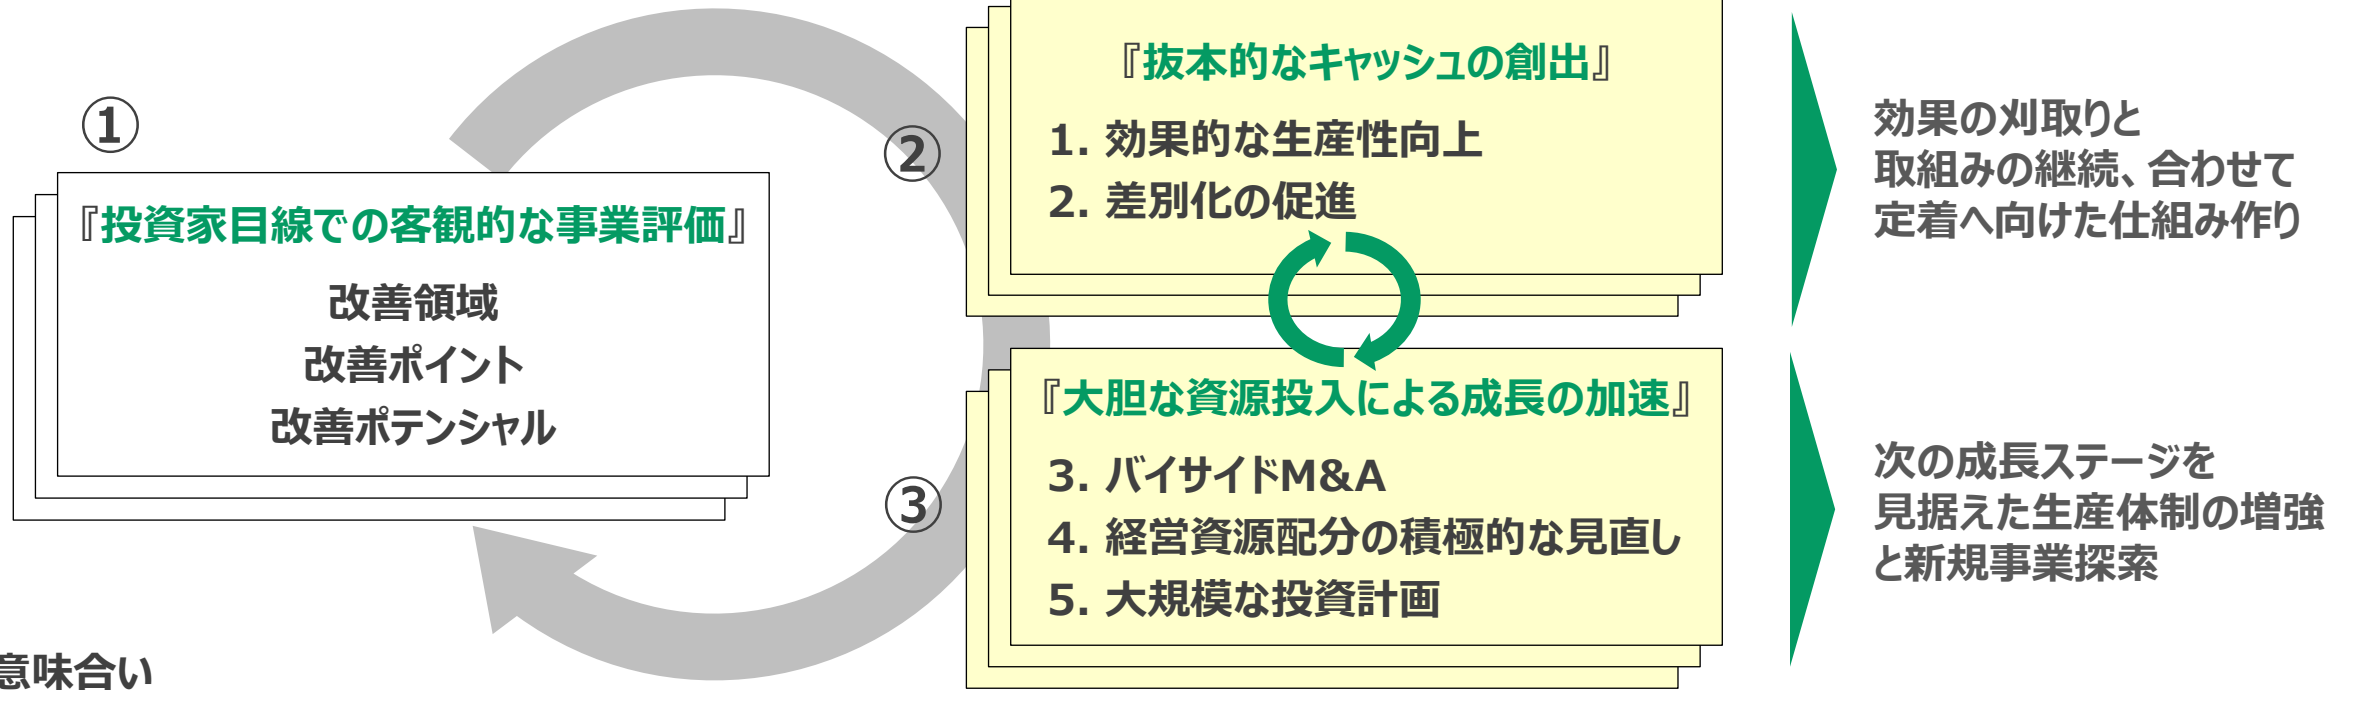 ①
『投資家目線での客観的な事業評価』
改善領域
改善ポイント
改善ポテンシャル
②
『抜本的なキャッシュの創出』
1. 効果的な生産性向上
2. 差別化の促進
③
『大胆な資源投入による成長の加速』
3. バイサイドM&A
4. 経営資源配分の積極的な見直し
5. 大規模な投資計画
効果の刈取りと
取組みの継続、合わせて
定着へ向けた仕組み作り
次の成長ステージを
見据えた生産体制の増強
と新規事業探索
意味合い